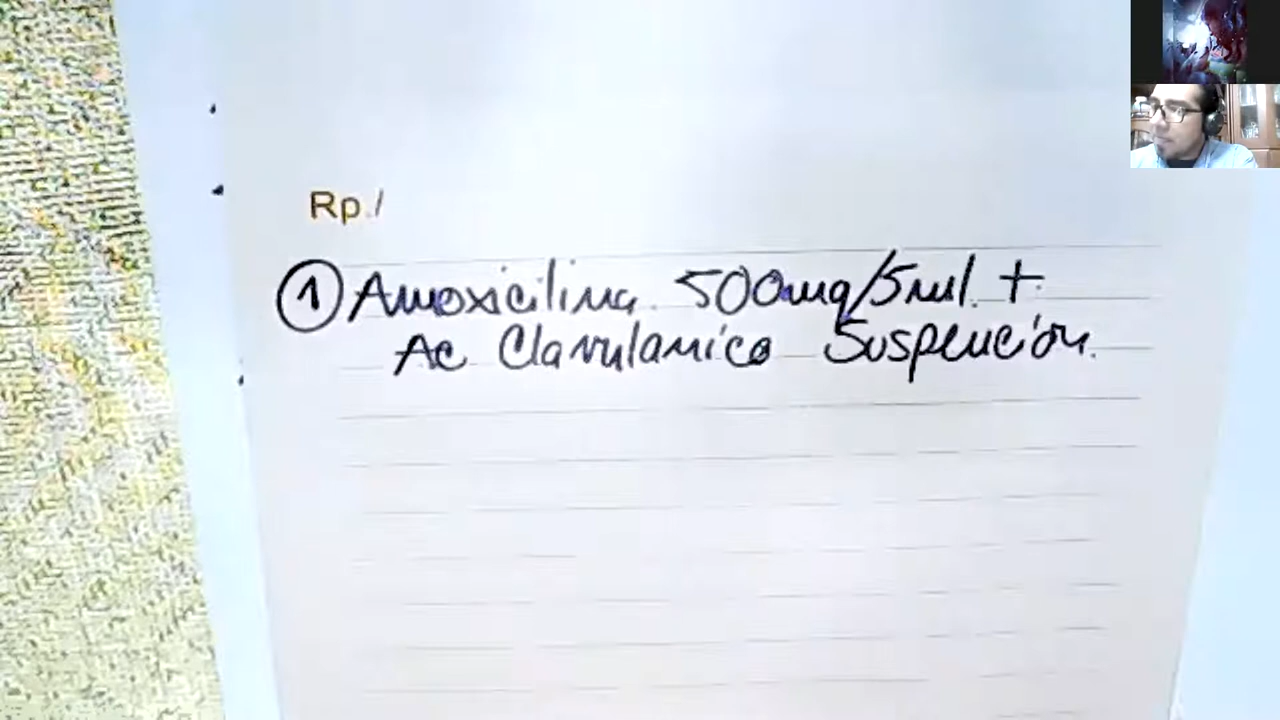 Rp./
① Amoxicilina 500mg/5ml. +
Ac Clavulanico Suspención.